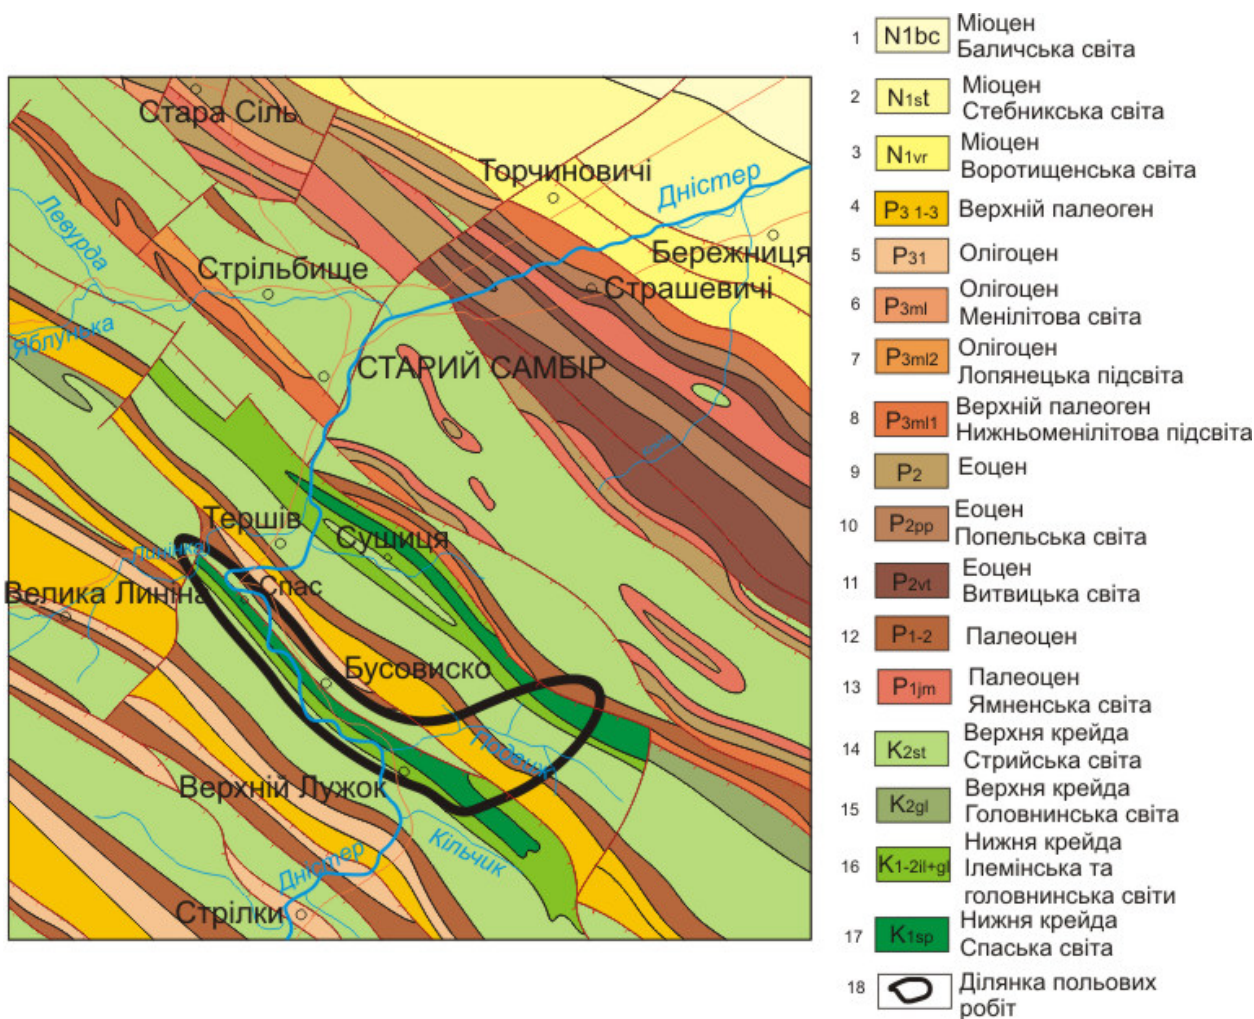 Стара Сіль
Торчиновичі
Дністер
Левурда
Бережниця
Стрільбище
Страшевичі
Яблунька
СТАРИЙ САМБІР
Тершів
Сушиця
Лінінка
Спас
Велика Линіна
Бусовиско
Верхній Лужок
Дністер
Кільчик
Стрілки
1 N1bc Міоцен
Баличська світа
2 N1st Міоцен
Стебникська світа
3 N1vr Міоцен
Воротищенська світа
4 P3 1-3 Верхній палеоген
5 P31 Олігоцен
6 P3ml Олігоцен
Менілітова світа
7 P3ml2 Олігоцен
Лопянецька підсвіта
8 P3ml1 Верхній палеоген
Нижньоменілітова підсвіта
9 P2 Еоцен
10 P2pp Еоцен
Попельська світа
11 P2vt Еоцен
Витвицька світа
12 P1-2 Палеоцен
13 P1jm Палеоцен
Ямненська світа
14 K2st Верхня крейда
Стрийська світа
15 K2gl Верхня крейда
Головнинська світа
16 K1-2il+gl Нижня крейда
Ілемінська та
головнинська світи
17 K1sp Нижня крейда
Спаська світа
18 Ділянка польових
робіт